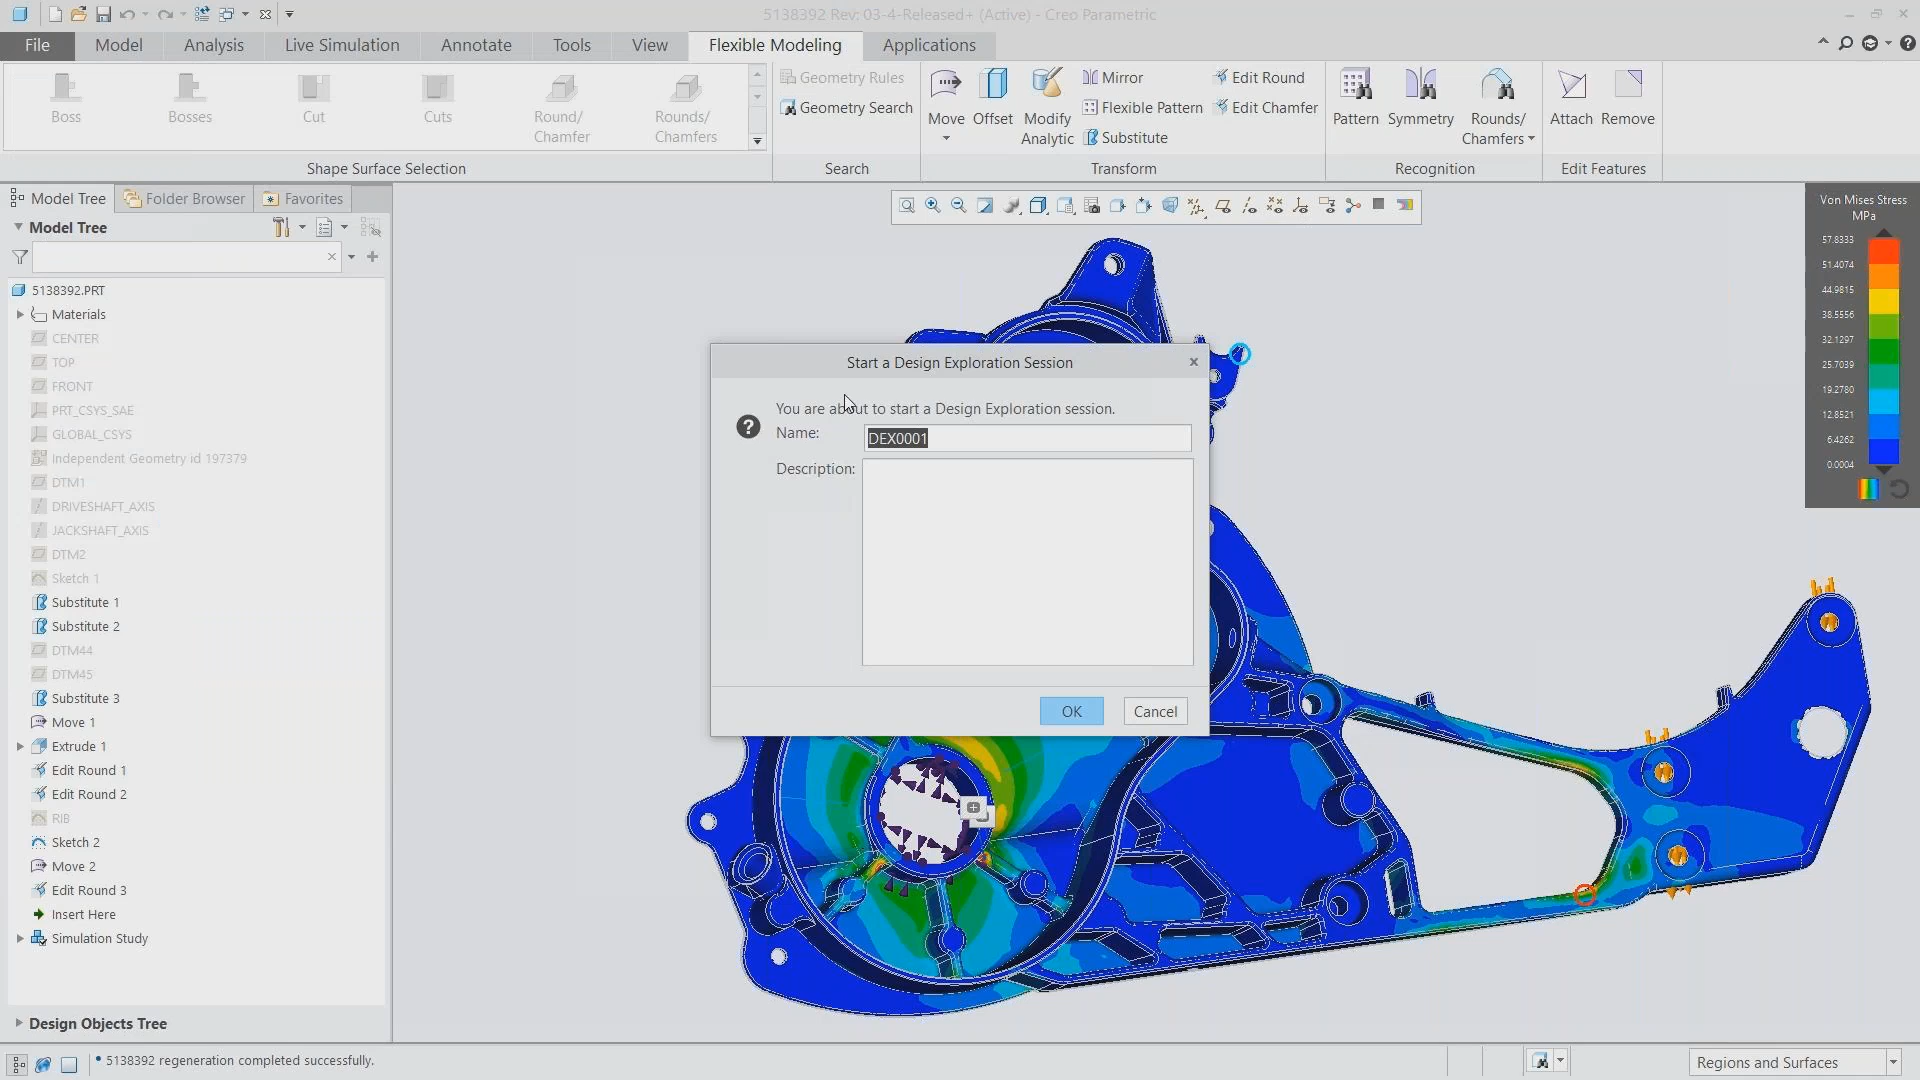 5138392 Rev: 03-4-Released+ (Active) - Creo Parametric
File Model Analysis Live Simulation Annotate Tools View Flexible Modeling Applications
Boss Bosses Cut Cuts Round/ Chamfer Rounds/ Chamfers
Shape Surface Selection
Geometry Rules
Geometry Search
Search
Move Offset Modify Analytic
Mirror
Flexible Pattern
Substitute
Edit Round
Edit Chamfer
Transform
Pattern Symmetry Rounds/ Chamfers
Recognition
Attach Remove
Edit Features
Model Tree Folder Browser Favorites
Model Tree
5138392.PRT
Materials
CENTER
TOP
FRONT
PRT_CSYS_SAE
GLOBAL_CSYS
Independent Geometry id 197379
DTM1
DRIVESHAFT_AXIS
JACKSHAFT_AXIS
DTM2
Sketch 1
Substitute 1
Substitute 2
DTM44
DTM45
Substitute 3
Move 1
Extrude 1
Edit Round 1
Edit Round 2
RIB
Sketch 2
Move 2
Edit Round 3
Insert Here
Simulation Study
Design Objects Tree
Start a Design Exploration Session
You are about to start a Design Exploration session.
Name: DEX0001
Description:
OK Cancel
Von Mises Stress
MPa
57.8333
51.4074
44.9815
38.5556
32.1297
25.7039
19.2780
12.8521
6.4262
0.0004
5138392 regeneration completed successfully.
Regions and Surfaces